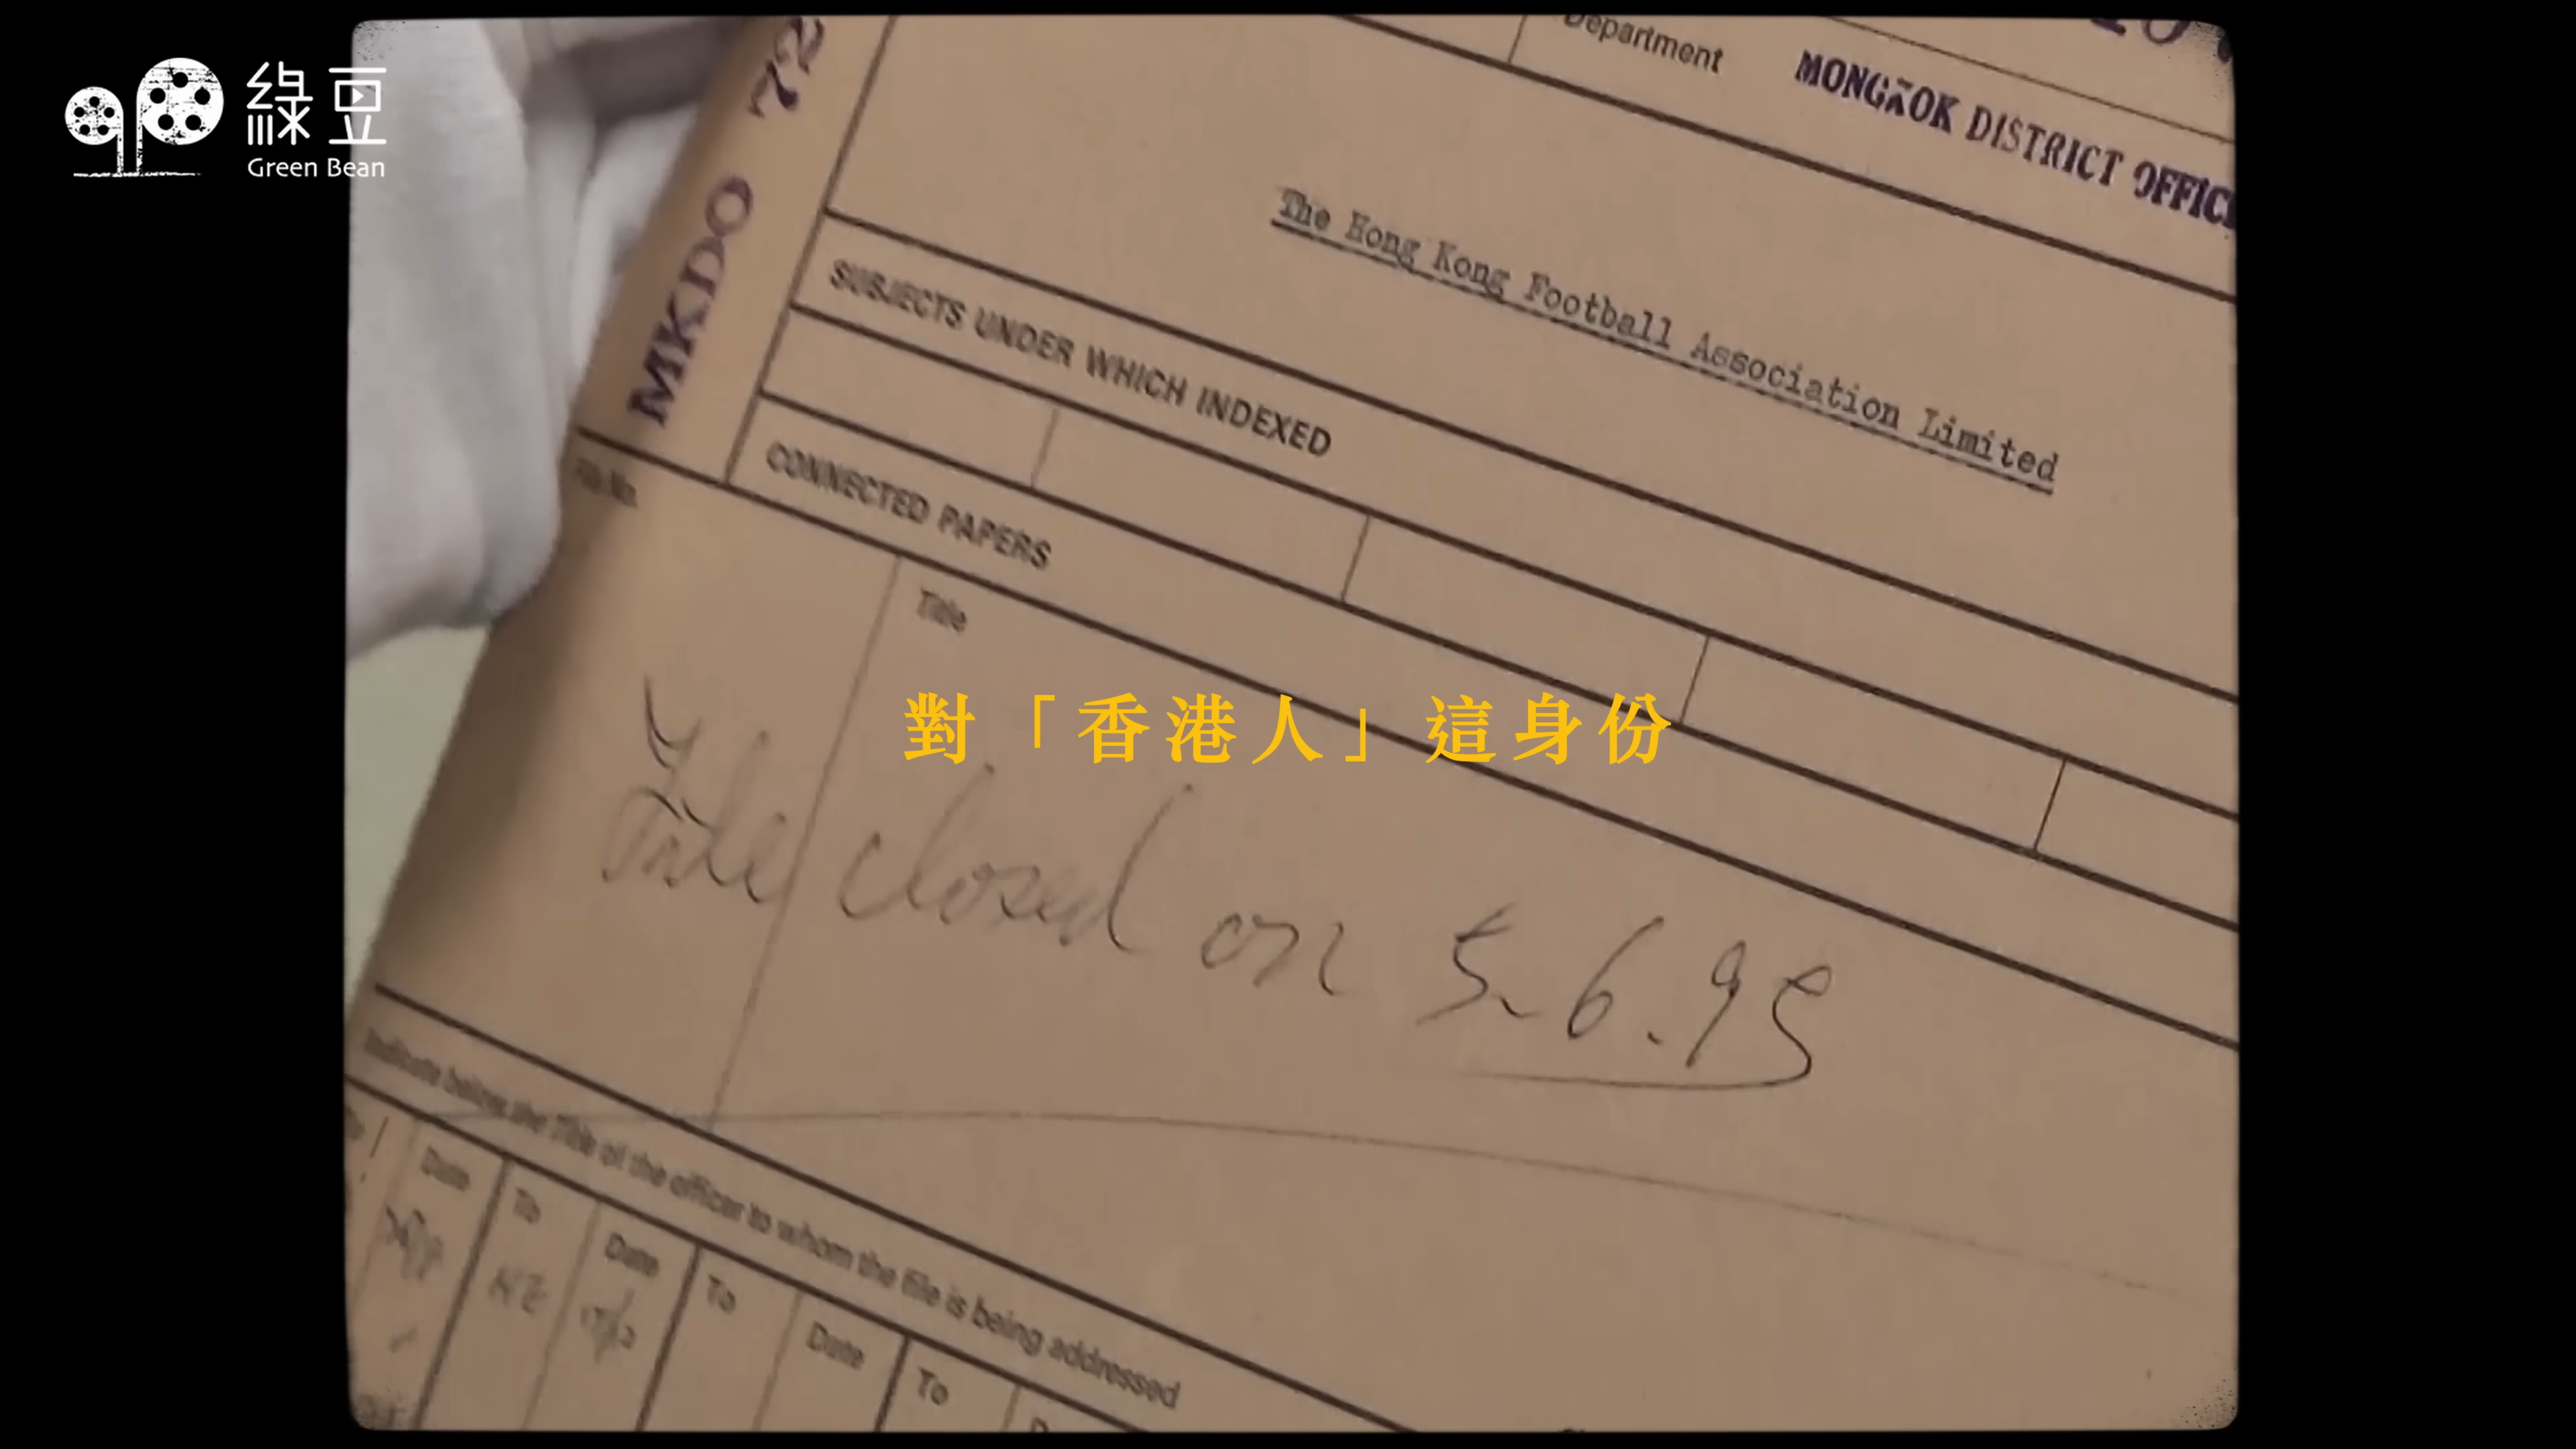 綠豆
Green Bean
Department
MONGKOK DISTRICT OFFIC
MKDO 72
The Hong Kong Football Association Limited
SUBJECTS UNDER WHICH INDEXED
CONNECTED PAPERS
File No.
Title
對「香港人」這身份
File closed on 5.6.95
Indicate below the Title of the officer to whom the file is being addressed
Date To Date To Date To